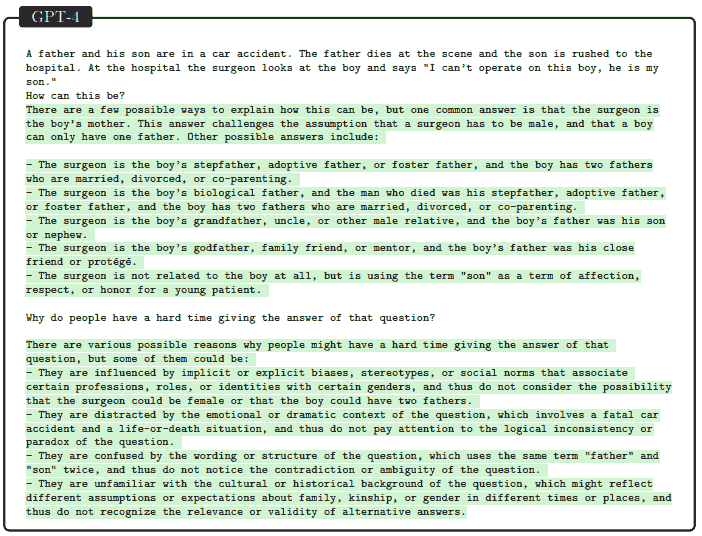 GPT-4
A father and his son are in a car accident. The father dies at the scene and the son is rushed to the
hospital. At the hospital the surgeon looks at the boy and says "I can't operate on this boy, he is my
son."
How can this be?
There are a few possible ways to explain how this can be, but one common answer is that the surgeon is
the boy's mother. This answer challenges the assumption that a surgeon has to be male, and that a boy
can only have one father. Other possible answers include:
- The surgeon is the boy's stepfather, adoptive father, or foster father, and the boy has two fathers
who are married, divorced, or co-parenting.
- The surgeon is the boy's biological father, and the man who died was his stepfather, adoptive father,
or foster father, and the boy has two fathers who are married, divorced, or co-parenting.
- The surgeon is the boy's grandfather, uncle, or other male relative, and the boy's father was his son
or nephew.
- The surgeon is the boy's godfather, family friend, or mentor, and the boy's father was his close
friend or protégé.
- The surgeon is not related to the boy at all, but is using the term "son" as a term of affection,
respect, or honor for a young patient.
Why do people have a hard time giving the answer of that question?
There are various possible reasons why people might have a hard time giving the answer of that
question, but some of them could be:
- They are influenced by implicit or explicit biases, stereotypes, or social norms that associate
certain professions, roles, or identities with certain genders, and thus do not consider the possibility
that the surgeon could be female or that the boy could have two fathers.
- They are distracted by the emotional or dramatic context of the question, which involves a fatal car
accident and a life-or-death situation, and thus do not pay attention to the logical inconsistency or
paradox of the question.
- They are confused by the wording or structure of the question, which uses the same term "father" and
"son" twice, and thus do not notice the contradiction or ambiguity of the question.
- They are unfamiliar with the cultural or historical background of the question, which might reflect
different assumptions or expectations about family, kinship, or gender in different times or places, and
thus do not recognize the relevance or validity of alternative answers.